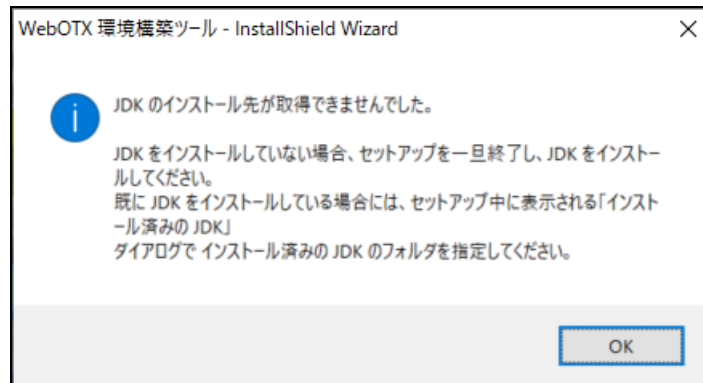 WebOTX 環境構築ツール - InstallShield Wizard
JDK のインストール先が取得できませんでした。
JDK をインストールしていない場合、セットアップを一旦終了し、JDK をインストー
ルしてください。
既に JDK をインストールしている場合には、セットアップ中に表示される「インスト
ール済みの JDK」
ダイアログで インストール済みの JDK のフォルダを指定してください。
OK